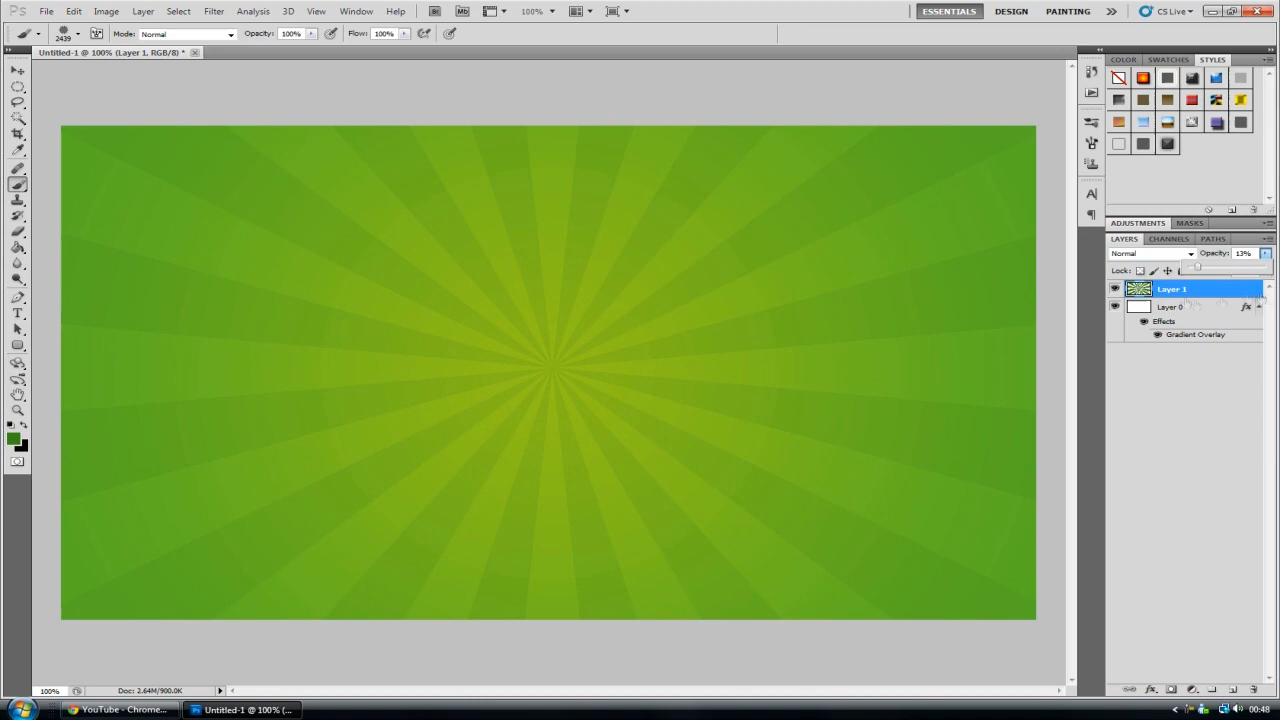 Ps File Edit Image Layer Select Analysis Filter 3D View Window Help Br Mb 100% ESSENTIALS DESIGN PAINTING CS Live
2439 Mode: Normal Opacity: 100% Flow: 100%
Untitled-1 @ 100% (Layer 1, RGB/8) *
COLOR SWATCHES STYLES
ADJUSTMENTS MASKS
LAYERS CHANNELS PATHS
Normal Opacity: 13%
Lock:
Layer 1
Layer 0 fx
Effects
Gradient Overlay
100% Doc: 2.64M/900.0K
YouTube - Chrome... Untitled-1 @ 100% (... 00:48